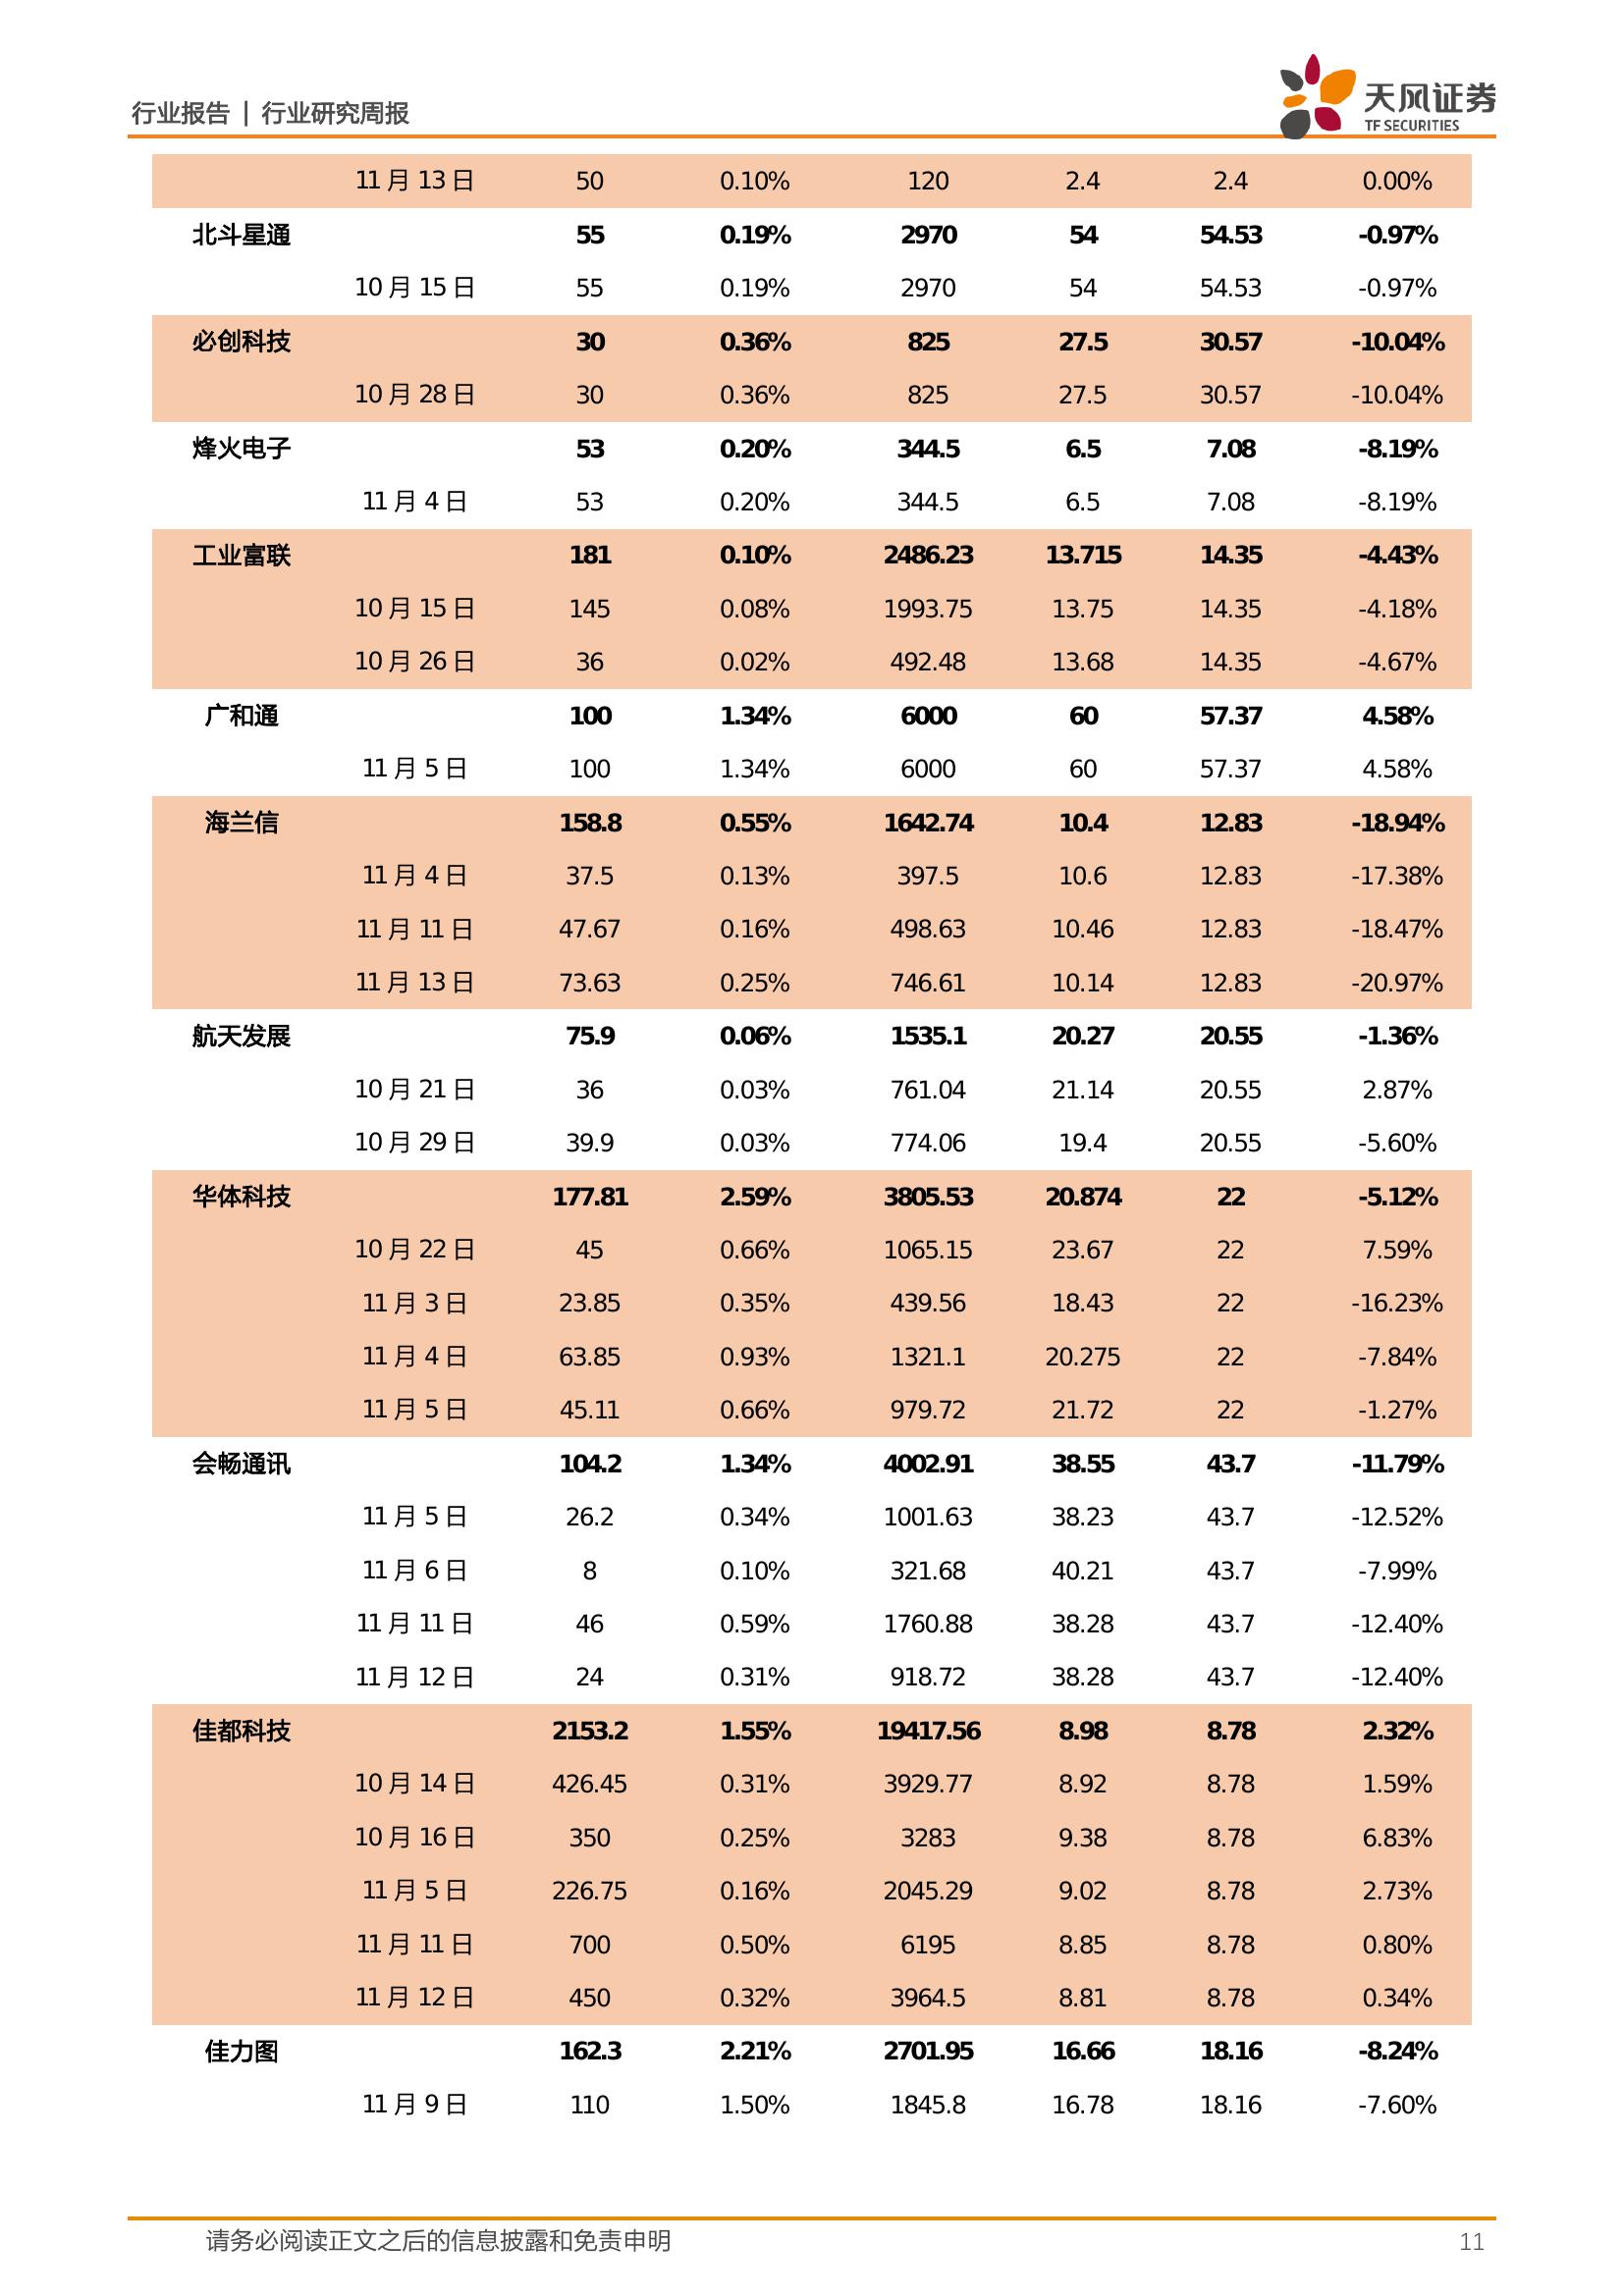 行业报告 | 行业研究周报
天风证券
TF SECURITIES
11月13日 50 0.10% 120 2.4 2.4 0.00%
北斗星通 55 0.19% 2970 54 54.53 -0.97%
10月15日 55 0.19% 2970 54 54.53 -0.97%
必创科技 30 0.36% 825 27.5 30.57 -10.04%
10月28日 30 0.36% 825 27.5 30.57 -10.04%
烽火电子 53 0.20% 344.5 6.5 7.08 -8.19%
11月4日 53 0.20% 344.5 6.5 7.08 -8.19%
工业富联 181 0.10% 2486.23 13.715 14.35 -4.43%
10月15日 145 0.08% 1993.75 13.75 14.35 -4.18%
10月26日 36 0.02% 492.48 13.68 14.35 -4.67%
广和通 100 1.34% 6000 60 57.37 4.58%
11月5日 100 1.34% 6000 60 57.37 4.58%
海兰信 158.8 0.55% 1642.74 10.4 12.83 -18.94%
11月4日 37.5 0.13% 397.5 10.6 12.83 -17.38%
11月11日 47.67 0.16% 498.63 10.46 12.83 -18.47%
11月13日 73.63 0.25% 746.61 10.14 12.83 -20.97%
航天发展 75.9 0.06% 1535.1 20.27 20.55 -1.36%
10月21日 36 0.03% 761.04 21.14 20.55 2.87%
10月29日 39.9 0.03% 774.06 19.4 20.55 -5.60%
华体科技 177.81 2.59% 3805.53 20.874 22 -5.12%
10月22日 45 0.66% 1065.15 23.67 22 7.59%
11月3日 23.85 0.35% 439.56 18.43 22 -16.23%
11月4日 63.85 0.93% 1321.1 20.275 22 -7.84%
11月5日 45.11 0.66% 979.72 21.72 22 -1.27%
会畅通讯 104.2 1.34% 4002.91 38.55 43.7 -11.79%
11月5日 26.2 0.34% 1001.63 38.23 43.7 -12.52%
11月6日 8 0.10% 321.68 40.21 43.7 -7.99%
11月11日 46 0.59% 1760.88 38.28 43.7 -12.40%
11月12日 24 0.31% 918.72 38.28 43.7 -12.40%
佳都科技 2153.2 1.55% 19417.56 8.98 8.78 2.32%
10月14日 426.45 0.31% 3929.77 8.92 8.78 1.59%
10月16日 350 0.25% 3283 9.38 8.78 6.83%
11月5日 226.75 0.16% 2045.29 9.02 8.78 2.73%
11月11日 700 0.50% 6195 8.85 8.78 0.80%
11月12日 450 0.32% 3964.5 8.81 8.78 0.34%
佳力图 162.3 2.21% 2701.95 16.66 18.16 -8.24%
11月9日 110 1.50% 1845.8 16.78 18.16 -7.60%
请务必阅读正文之后的信息披露和免责申明 11